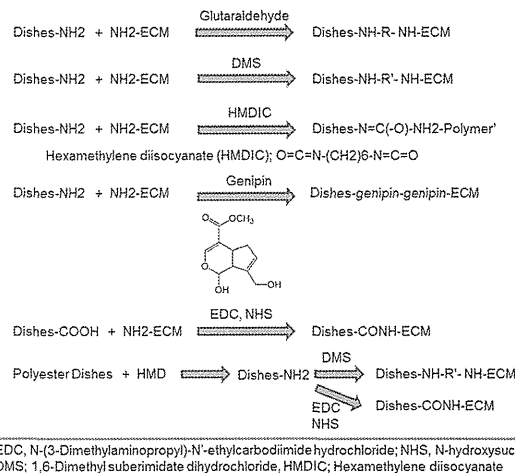 Glutaraldehyde
Dishes-NH2 + NH2-ECM Dishes-NH-R- NH-ECM
DMS
Dishes-NH2 + NH2-ECM Dishes-NH-R'- NH-ECM
HMDIC
Dishes-NH2 + NH2-ECM Dishes-N=C(-O)-NH2-Polymer'
Hexamethylene diisocyanate (HMDIC); O=C=N-(CH2)6-N=C=O
Genipin
Dishes-NH2 + NH2-ECM Dishes-genipin-genipin-ECM
O OCH3
O
OH OH
EDC, NHS
Dishes-COOH + NH2-ECM Dishes-CONH-ECM
DMS
Polyester Dishes + HMD Dishes-NH2 Dishes-NH-R'- NH-ECM
EDC
NHS Dishes-CONH-ECM
EDC, N-(3-Dimethylaminopropyl)-N'-ethylcarbodiimide hydrochloride; NHS, N-hydroxysuc
DMS; 1,6-Dimethyl suberimidate dihydrochloride, HMDIC; Hexamethylene diisocyanate